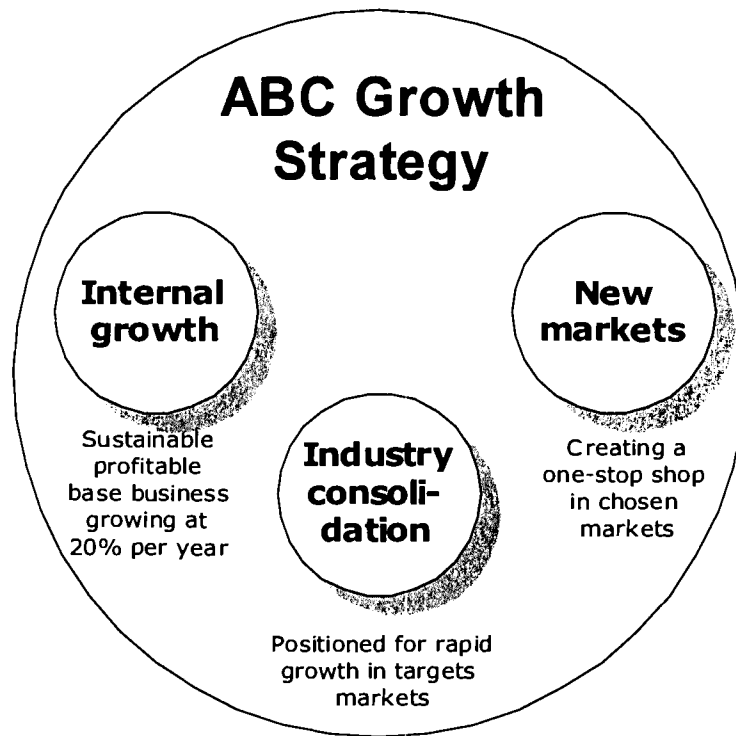 ABC Growth
Strategy
Internal
growth
Sustainable
profitable
base business
growing at
20% per year
Industry
consoli-
dation
Positioned for rapid
growth in targets
markets
New
markets
Creating a
one-stop shop
in chosen
markets